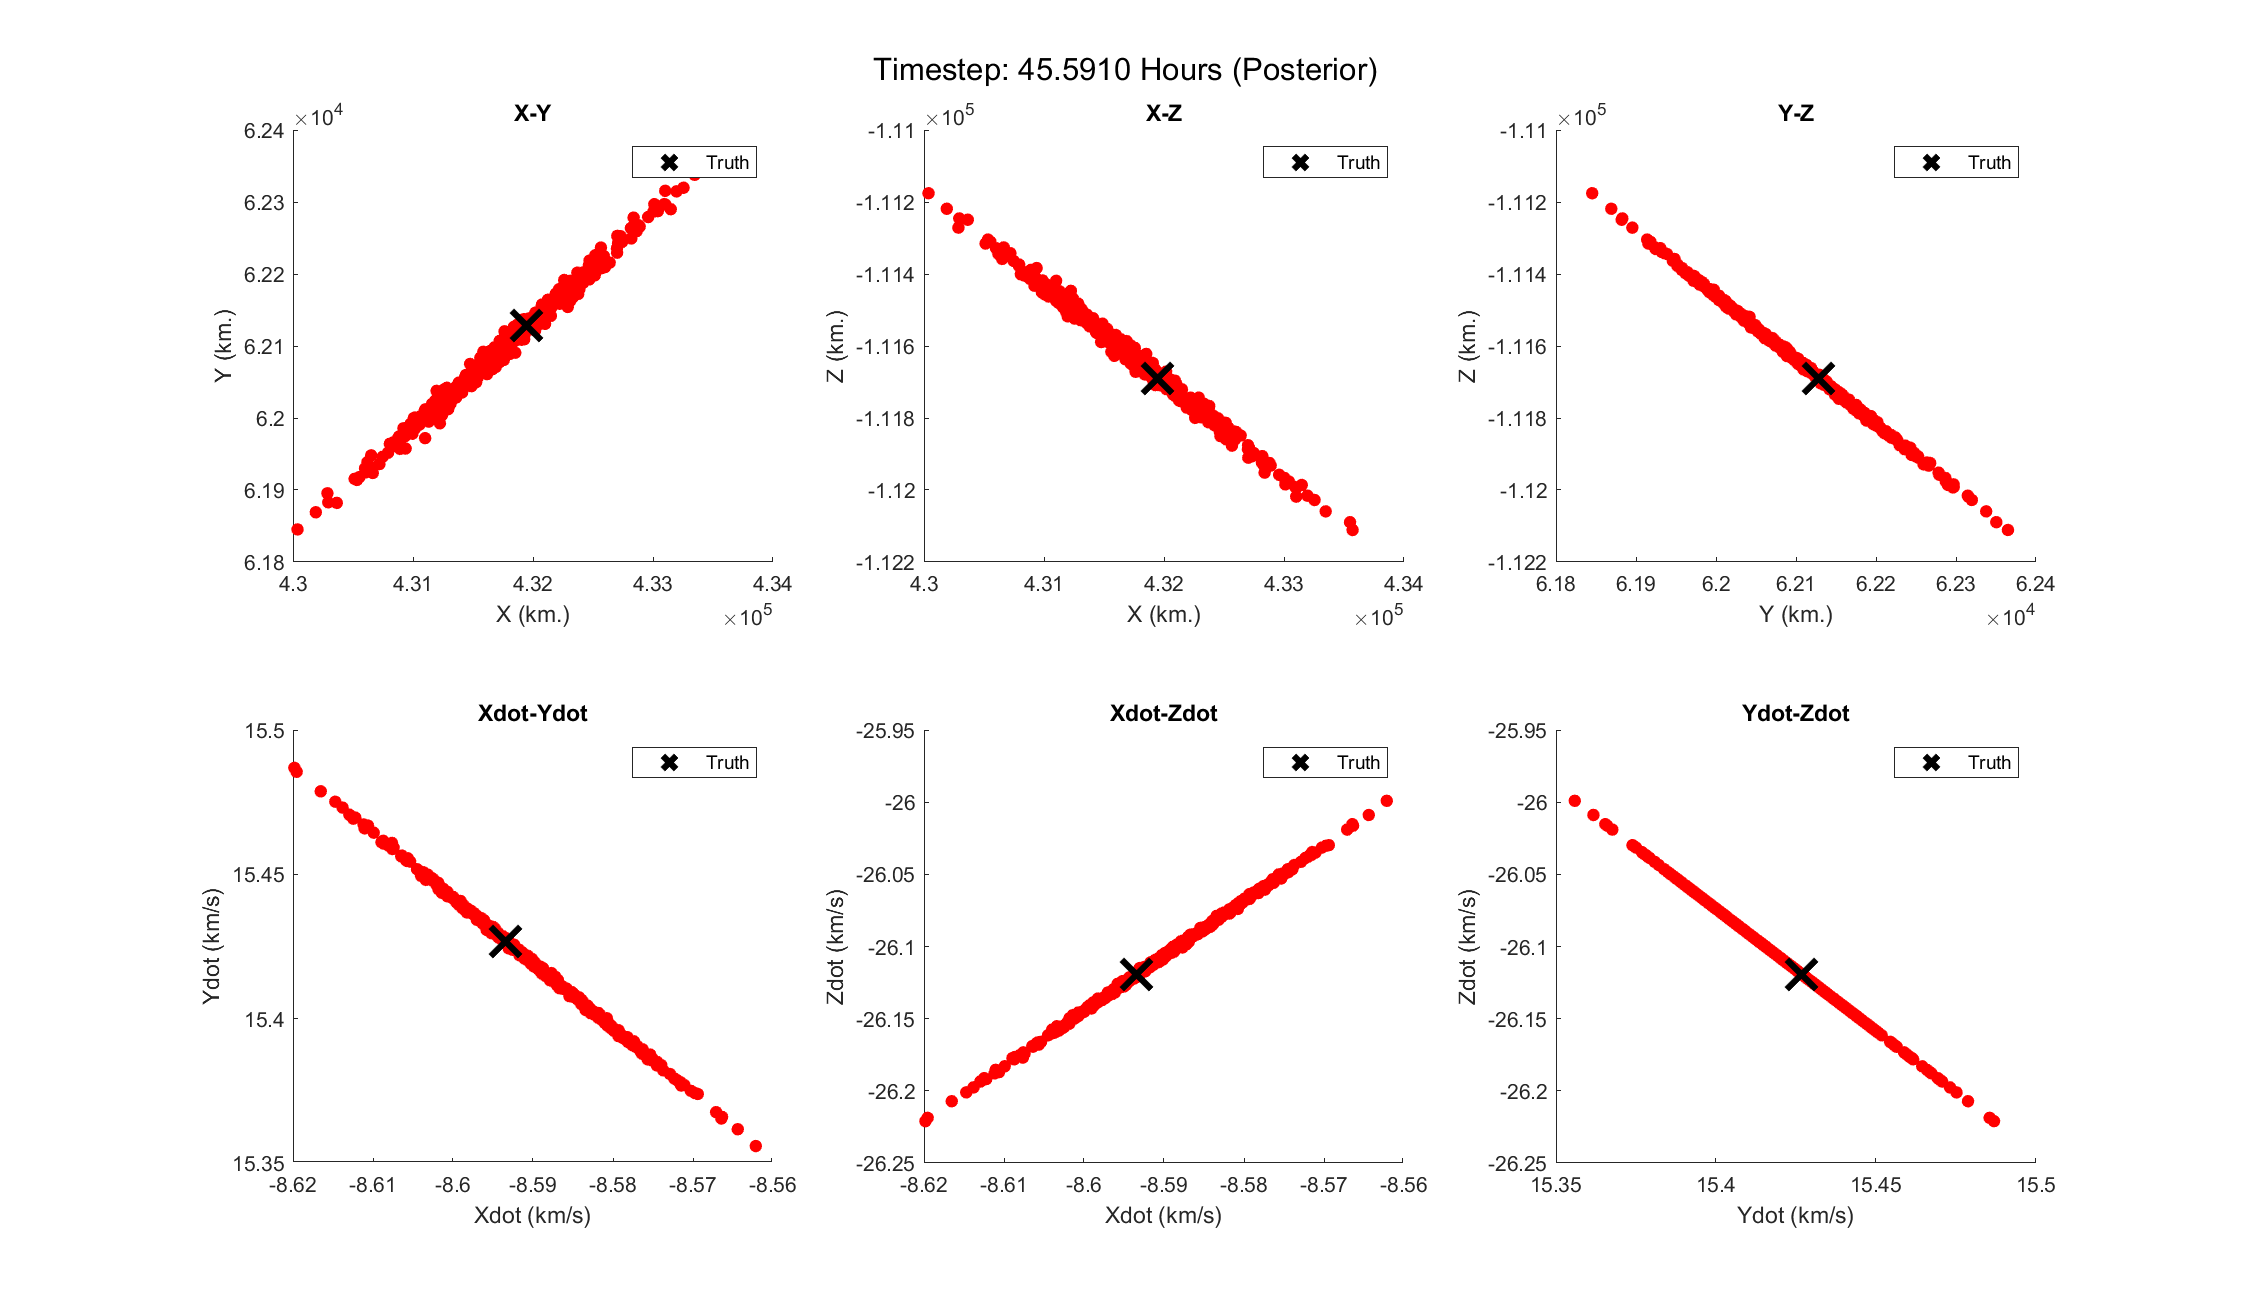 Timestep: 45.5910 Hours (Posterior)
X-Y
×10^4
Truth
6.24
6.23
6.22
6.21
6.2
6.19
6.18
Y (km.)
4.3 4.31 4.32 4.33 4.34
X (km.)
×10^5
X-Z
×10^5
Truth
-1.11
-1.112
-1.114
-1.116
-1.118
-1.12
-1.122
Z (km.)
4.3 4.31 4.32 4.33 4.34
X (km.)
×10^5
Y-Z
×10^5
Truth
-1.11
-1.112
-1.114
-1.116
-1.118
-1.12
-1.122
Z (km.)
6.18 6.19 6.2 6.21 6.22 6.23 6.24
Y (km.)
×10^4
Xdot-Ydot
Truth
15.5
15.45
15.4
15.35
Ydot (km/s)
-8.62 -8.61 -8.6 -8.59 -8.58 -8.57 -8.56
Xdot (km/s)
Xdot-Zdot
Truth
-25.95
-26
-26.05
-26.1
-26.15
-26.2
-26.25
Zdot (km/s)
-8.62 -8.61 -8.6 -8.59 -8.58 -8.57 -8.56
Xdot (km/s)
Ydot-Zdot
Truth
-25.95
-26
-26.05
-26.1
-26.15
-26.2
-26.25
Zdot (km/s)
15.35 15.4 15.45 15.5
Ydot (km/s)